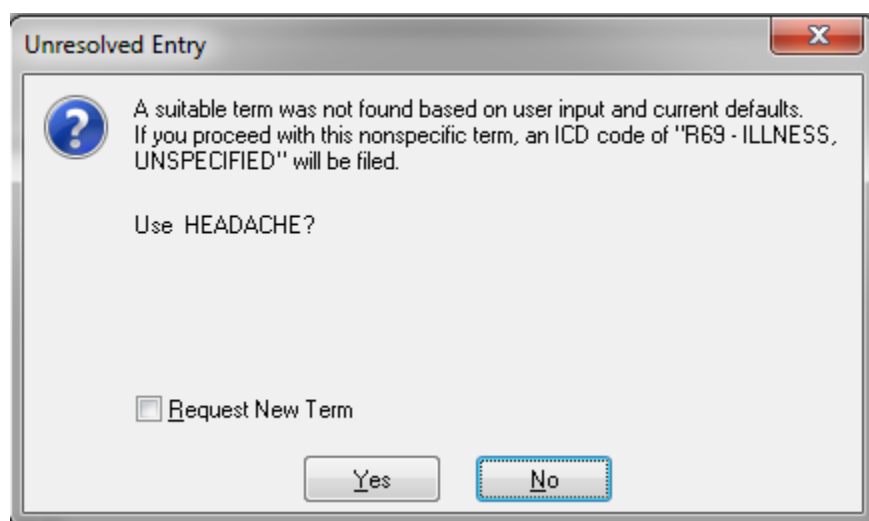 Unresolved Entry
A suitable term was not found based on user input and current defaults.
If you proceed with this nonspecific term, an ICD code of "R69 - ILLNESS,
UNSPECIFIED" will be filed.
Use HEADACHE?
Request New Term
Yes
No